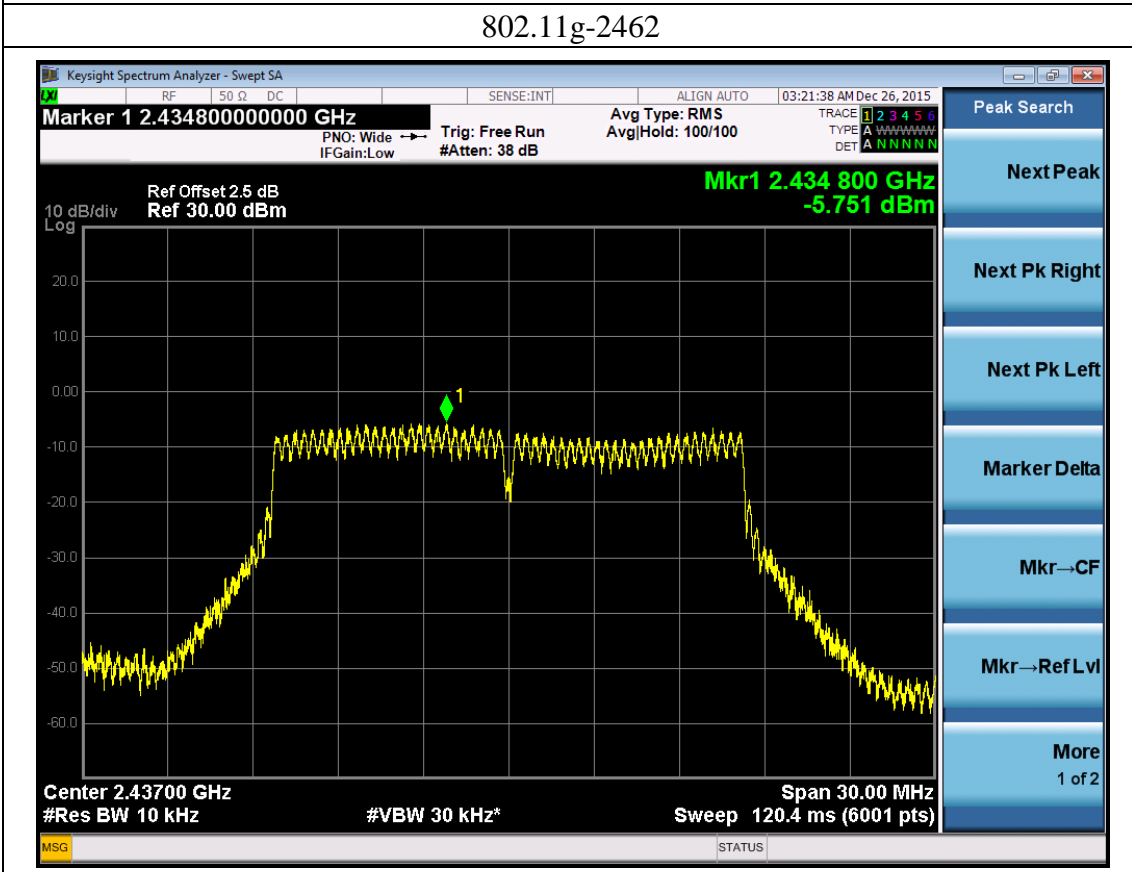 802.11g-2462
Keysight Spectrum Analyzer - Swept SA
LXI RF 50 Ω DC SENSE:INT ALIGN AUTO 03:21:38 AM Dec 26, 2015
Marker 1 2.434800000000 GHz
PNO: Wide
IFGain:Low
Trig: Free Run
#Atten: 38 dB
Avg Type: RMS
Avg|Hold: 100/100
TRACE 1 2 3 4 5 6
TYPE A WWWWW
DET A N N N N N
Mkr1 2.434 800 GHz
-5.751 dBm
Ref Offset 2.5 dB
10 dB/div Ref 30.00 dBm
Log
20.0
10.0
0.00
-10.0
-20.0
-30.0
-40.0
-50.0
-60.0
1
Center 2.43700 GHz Span 30.00 MHz
#Res BW 10 kHz #VBW 30 kHz* Sweep 120.4 ms (6001 pts)
MSG STATUS
Peak Search
Next Peak
Next Pk Right
Next Pk Left
Marker Delta
Mkr→CF
Mkr→Ref Lvl
More
1 of 2